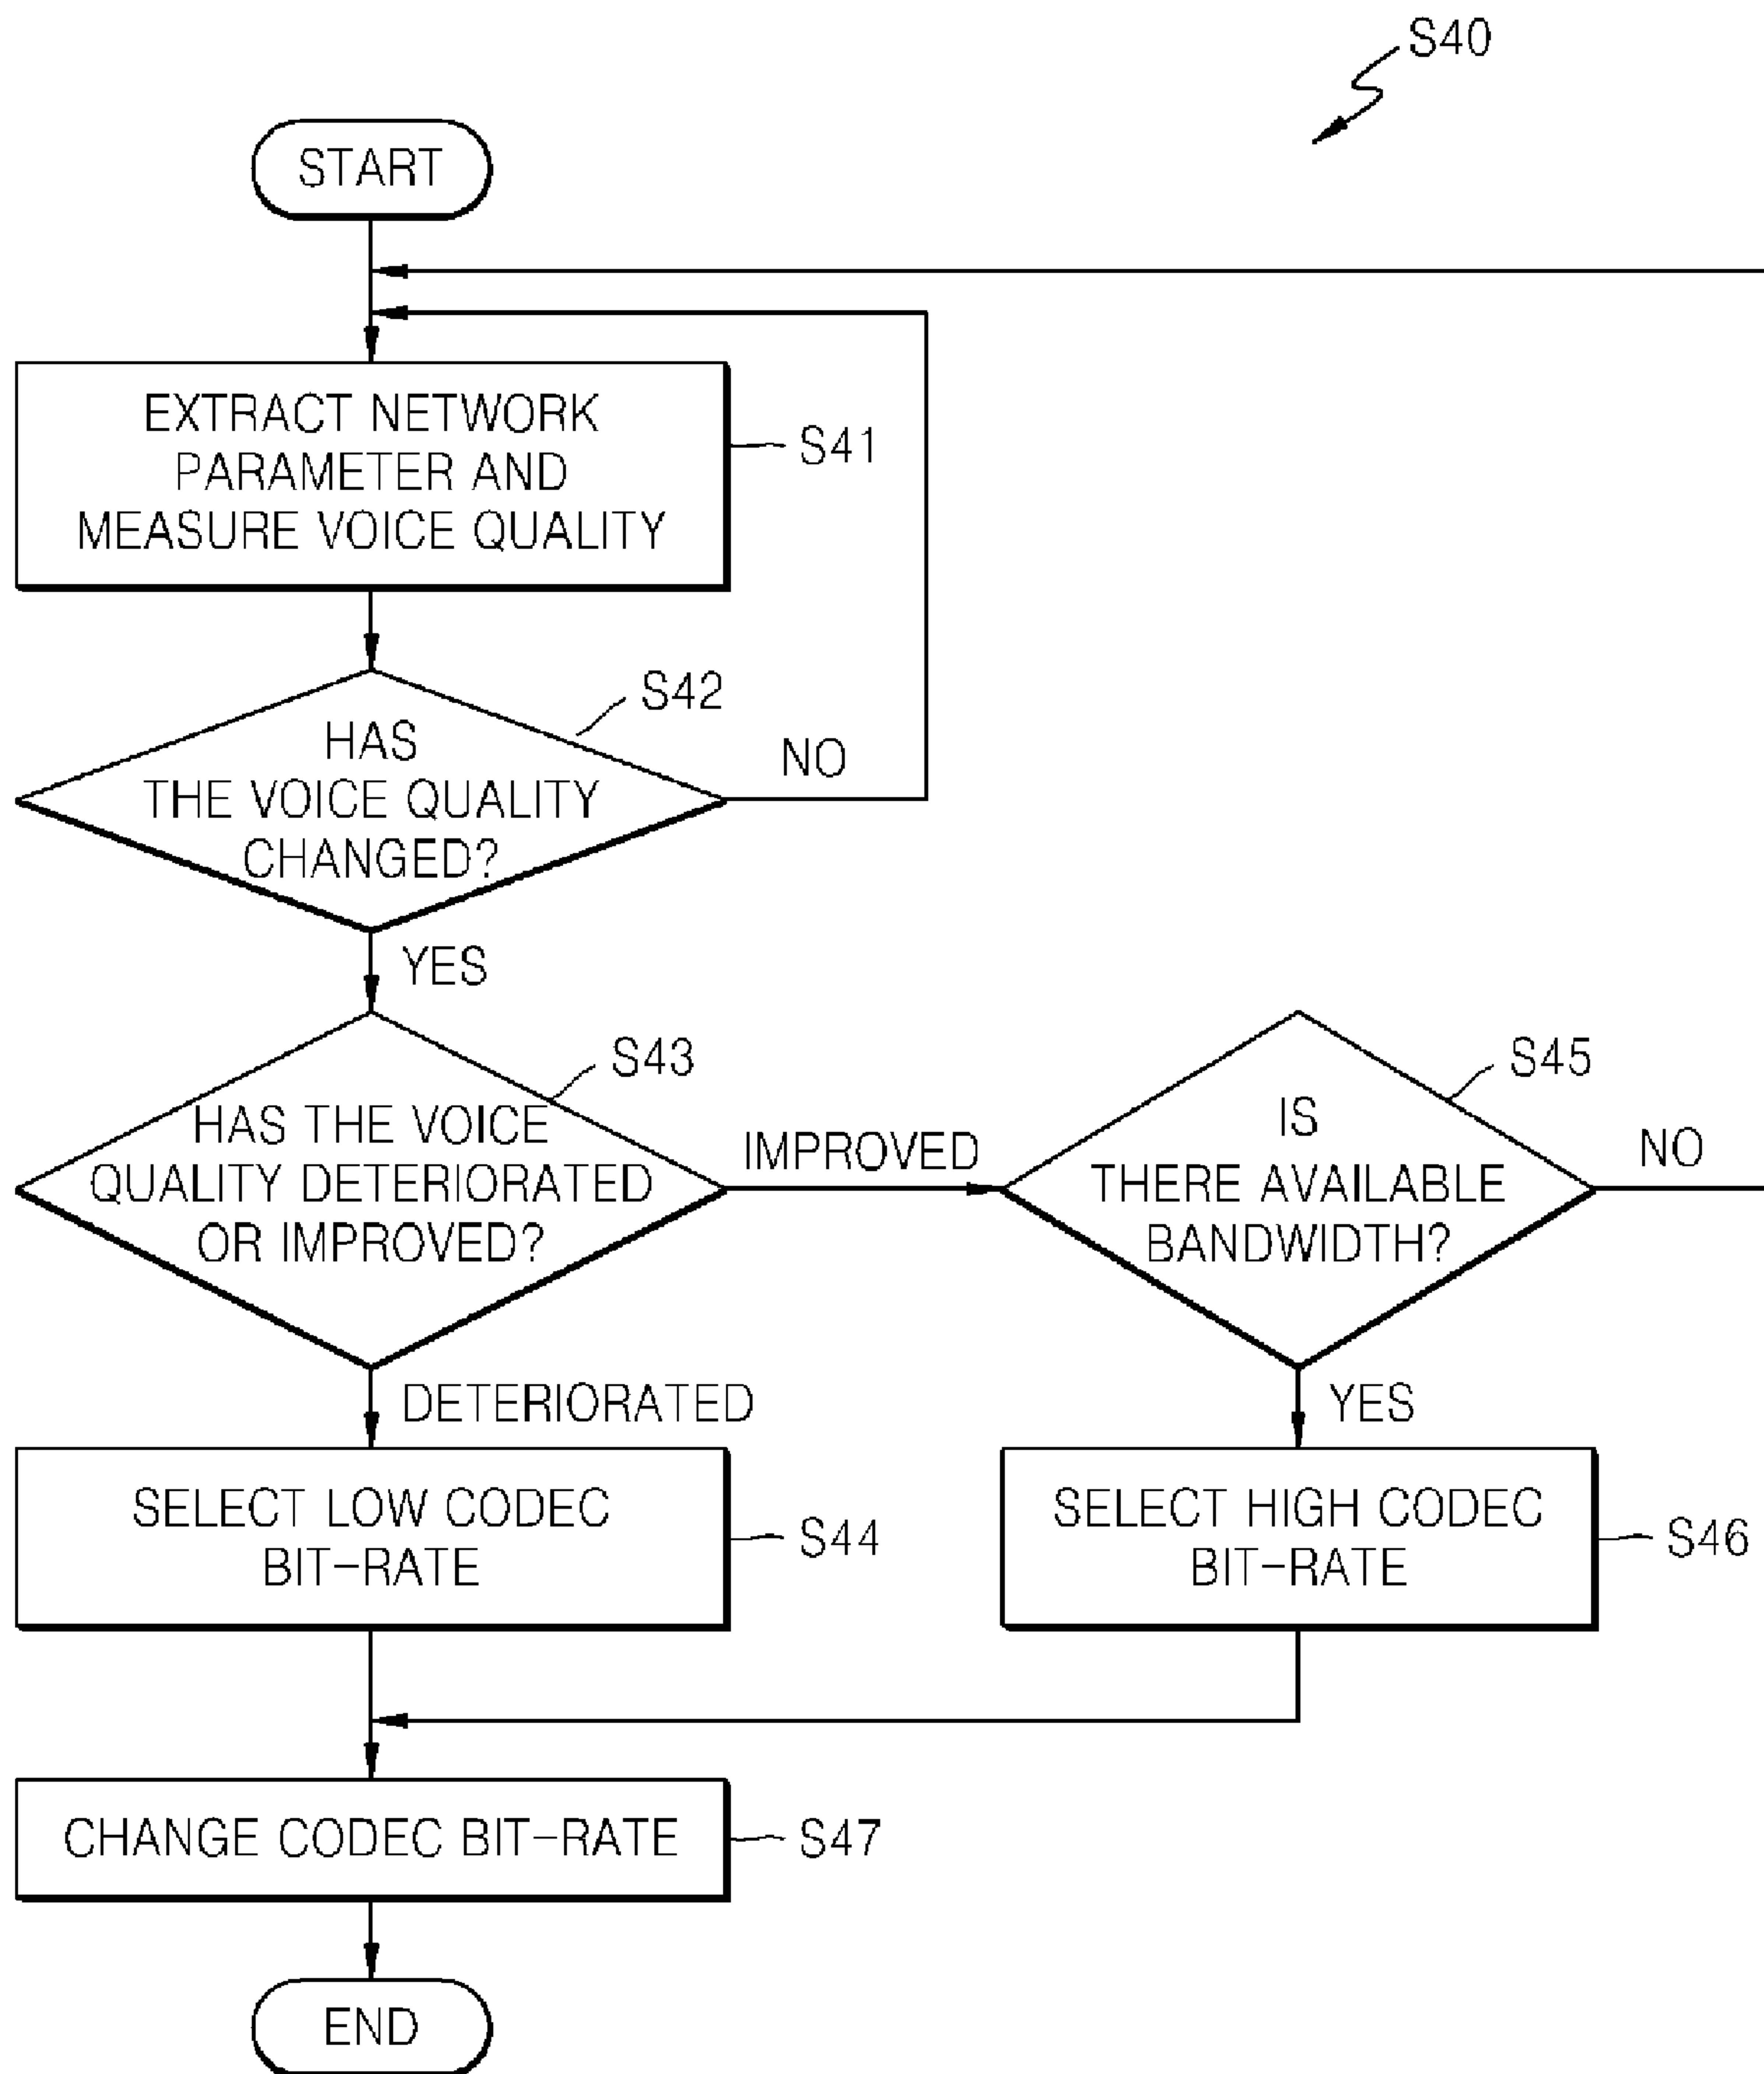 S40
START
EXTRACT NETWORK
PARAMETER AND
MEASURE VOICE QUALITY
S41
S42
HAS
THE VOICE QUALITY
CHANGED?
NO
YES
S43
HAS THE VOICE
QUALITY DETERIORATED
OR IMPROVED?
IMPROVED
S45
IS
THERE AVAILABLE
BANDWIDTH?
NO
DETERIORATED
YES
SELECT LOW CODEC
BIT-RATE
S44
SELECT HIGH CODEC
BIT-RATE
S46
CHANGE CODEC BIT-RATE
S47
END